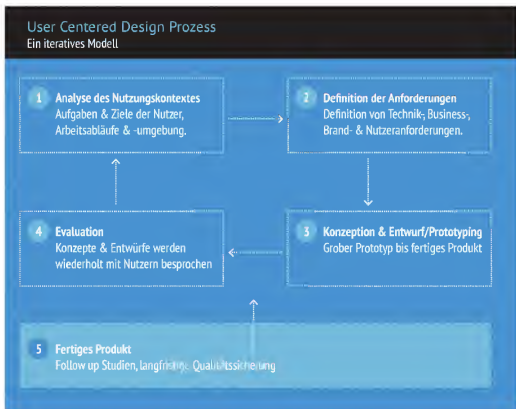 User Centered Design Prozess
Ein iteratives Modell
1 Analyse des Nutzungskontextes
Aufgaben & Ziele der Nutzer,
Arbeitsabläufe & -umgebung.
2 Definition der Anforderungen
Definition von Technik-, Business-,
Brand- & Nutzeranforderungen.
4 Evaluation
Konzepte & Entwürfe werden
wiederholt mit Nutzern besprochen
3 Konzeption & Entwurf/Prototyping
Grober Prototyp bis fertiges Produkt
5 Fertiges Produkt
Follow up Studien, langfristige Qualitätssicherung